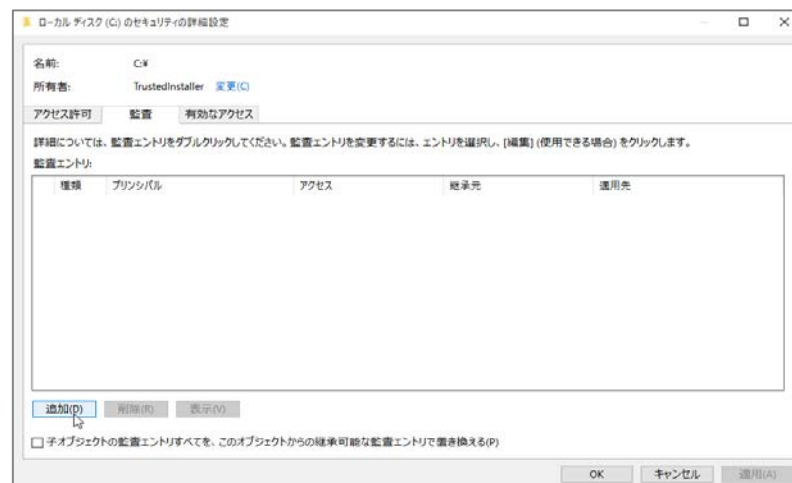 ローカル ディスク (C:) のセキュリティの詳細設定
名前: C:¥
所有者: TrustedInstaller 変更(C)
アクセス許可 監査 有効なアクセス
詳細については、監査エントリをダブルクリックしてください。監査エントリを変更するには、エントリを選択し、[編集] (使用できる場合) をクリックします。
監査エントリ:
種類 プリンシパル アクセス 継承元 適用先
追加(D) 削除(R) 表示(V)
子オブジェクトの監査エントリすべてを、このオブジェクトからの継承可能な監査エントリで置き換える(P)
OK キャンセル 適用(A)